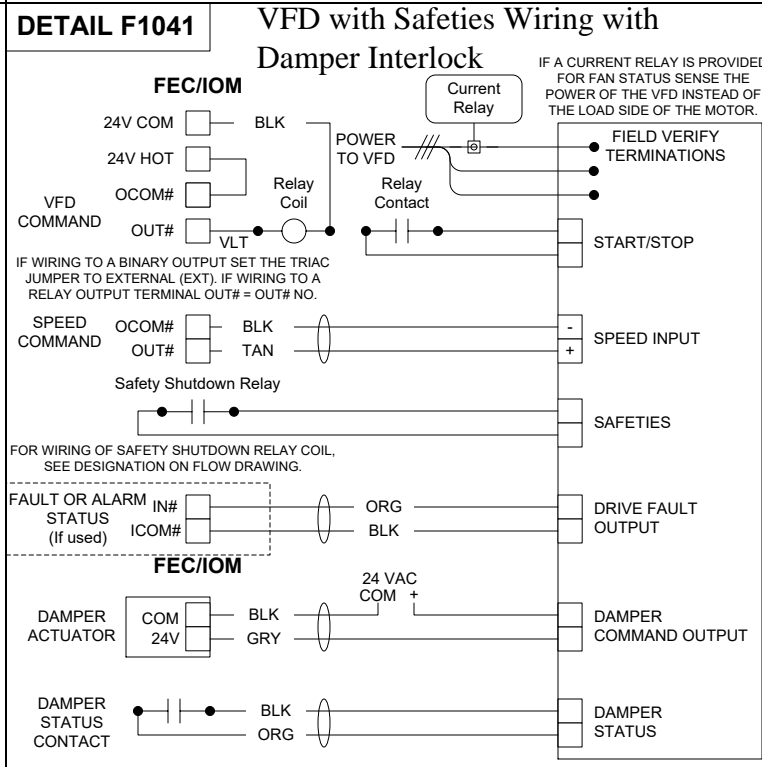 DETAIL F1041
VFD with Safeties Wiring with
Damper Interlock
IF A CURRENT RELAY IS PROVIDED
FOR FAN STATUS SENSE THE
POWER OF THE VFD INSTEAD OF
THE LOAD SIDE OF THE MOTOR.
FEC/IOM
Current
Relay
24V COM
BLK
POWER
TO VFD
FIELD VERIFY
TERMINATIONS
24V HOT
VFD
COMMAND
OCOM#
Relay
Coil
Relay
Contact
OUT#
VLT
START/STOP
IF WIRING TO A BINARY OUTPUT SET THE TRIAC
JUMPER TO EXTERNAL (EXT). IF WIRING TO A
RELAY OUTPUT TERMINAL OUT# = OUT# NO.
SPEED
COMMAND
OCOM#
BLK
-
OUT#
TAN
+
SPEED INPUT
Safety Shutdown Relay
SAFETIES
FOR WIRING OF SAFETY SHUTDOWN RELAY COIL,
SEE DESIGNATION ON FLOW DRAWING.
FAULT OR ALARM
STATUS
(If used)
IN#
ORG
ICOM#
BLK
DRIVE FAULT
OUTPUT
FEC/IOM
24 VAC
COM +
DAMPER
ACTUATOR
COM
BLK
24V
GRY
DAMPER
COMMAND OUTPUT
DAMPER
STATUS
CONTACT
BLK
ORG
DAMPER
STATUS